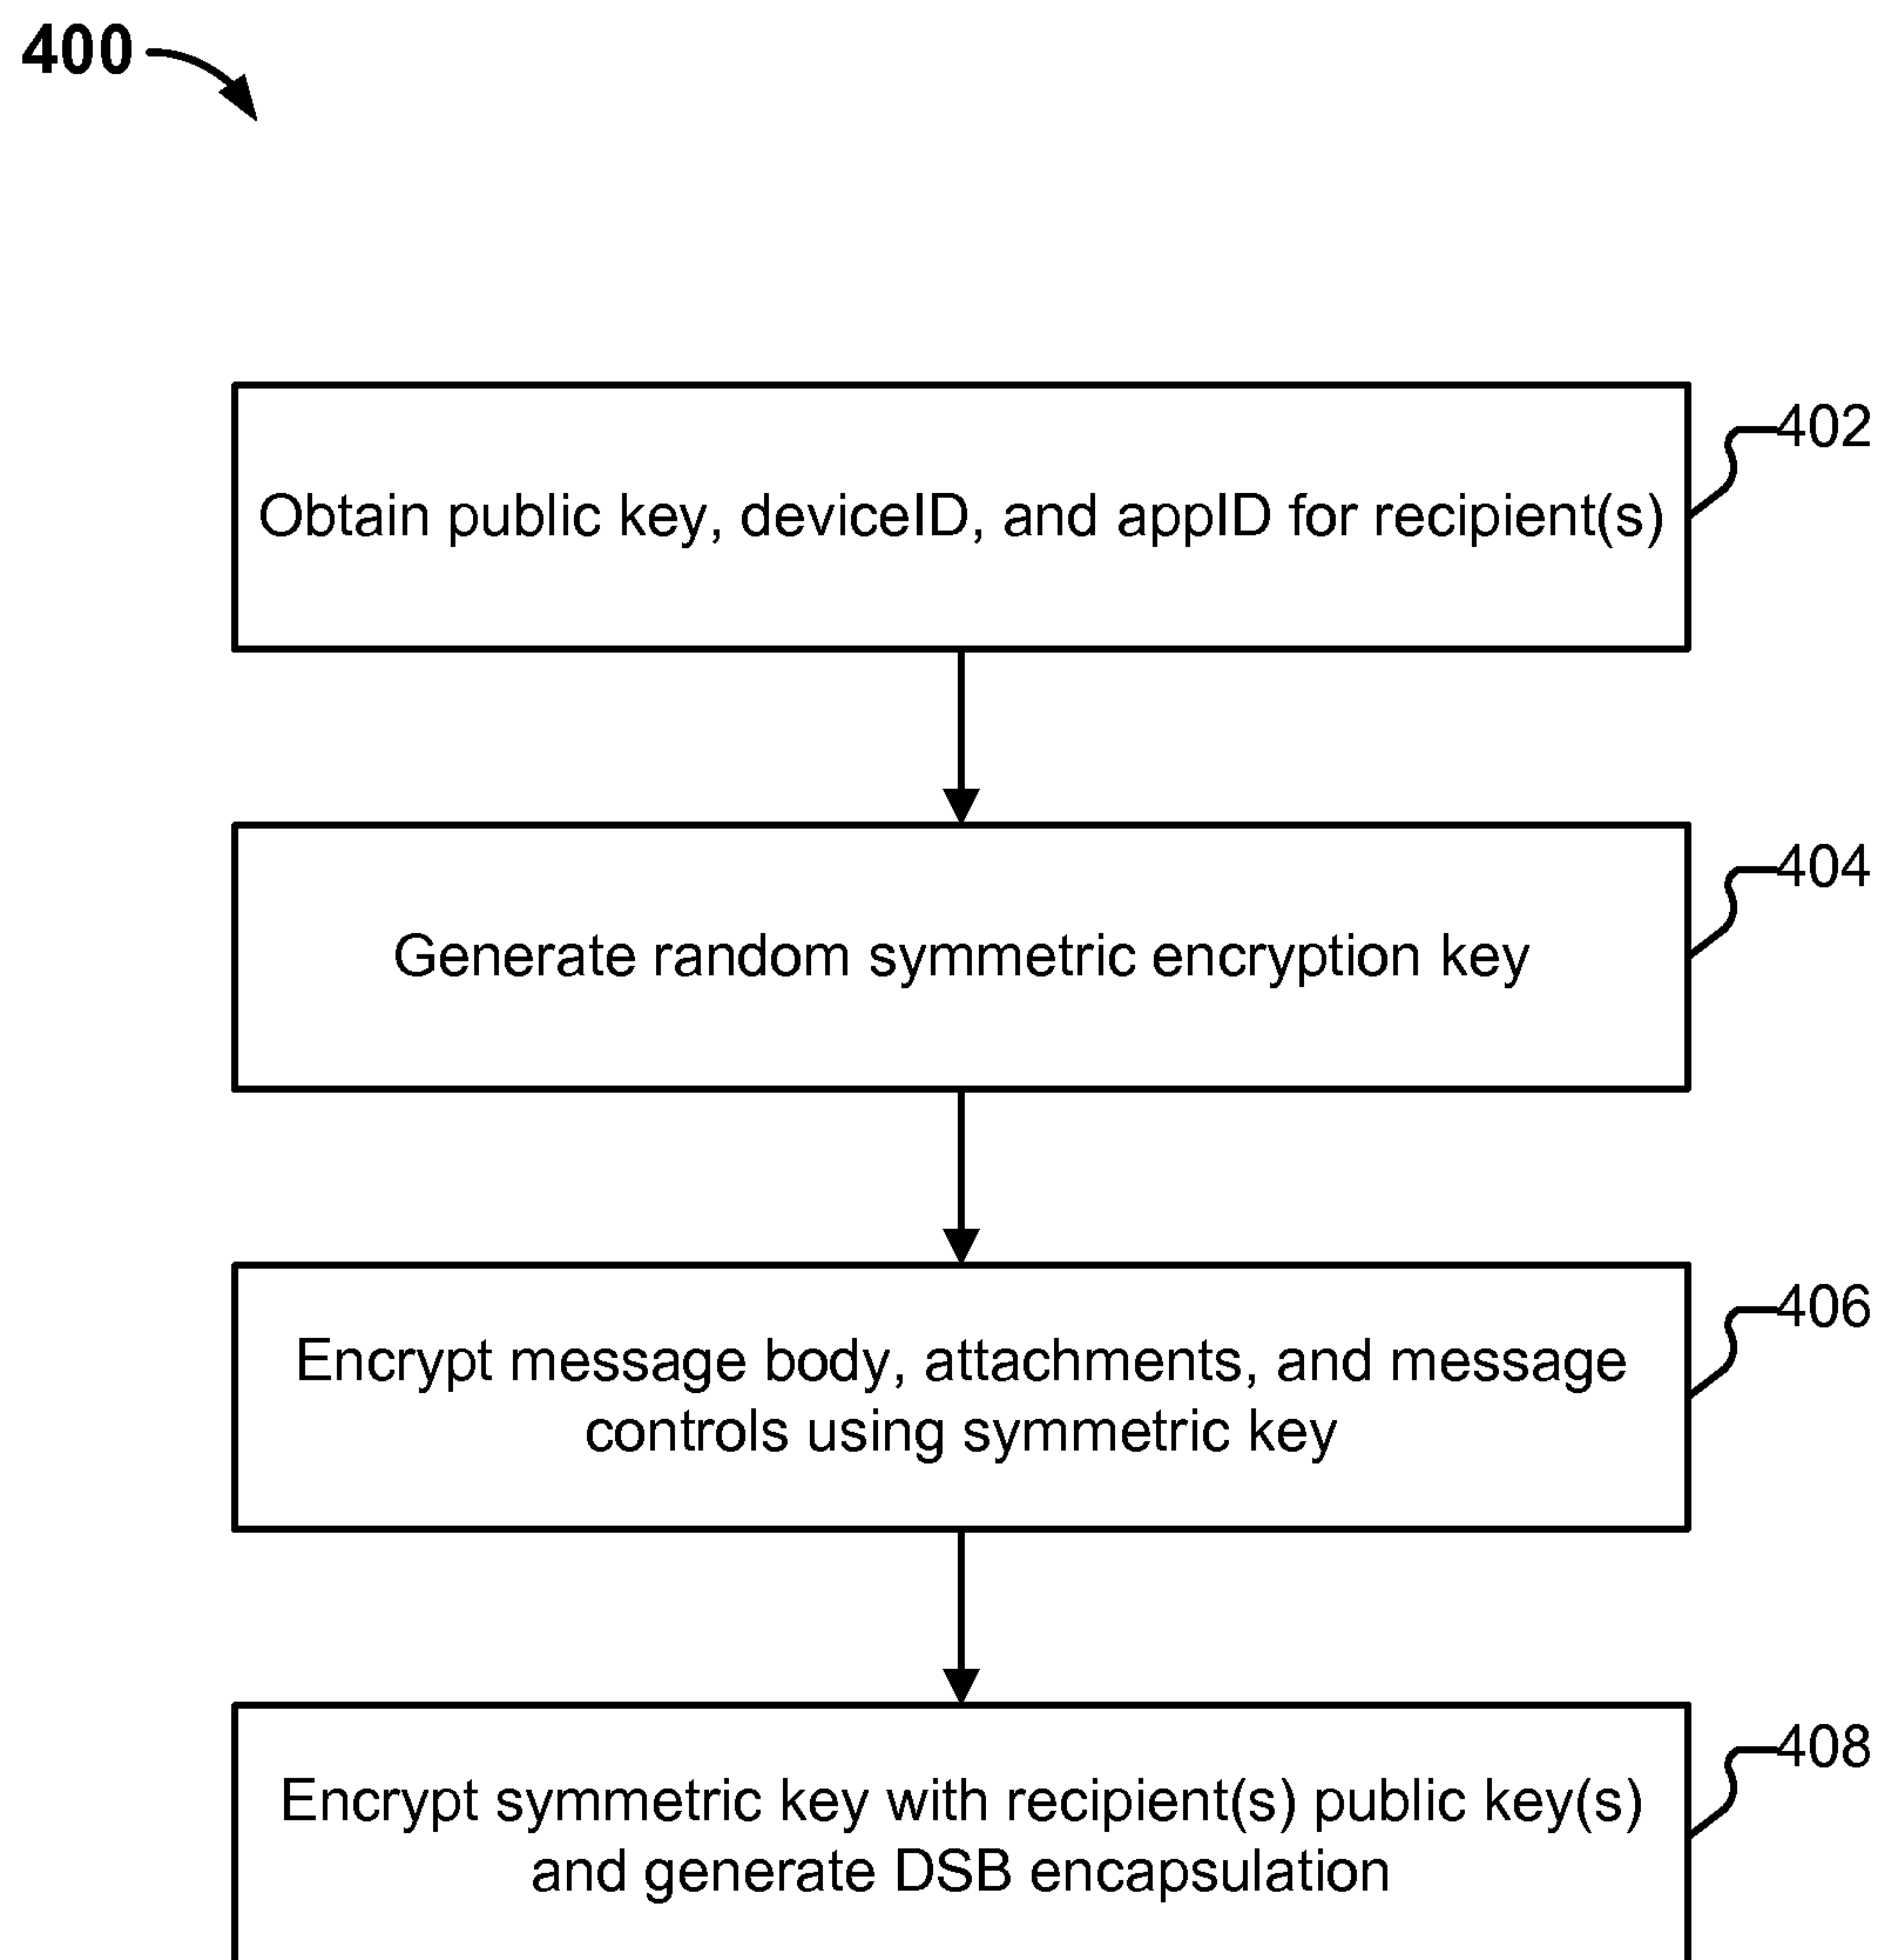 400
402
Obtain public key, deviceID, and appID for recipient(s)
404
Generate random symmetric encryption key
406
Encrypt message body, attachments, and message
controls using symmetric key
408
Encrypt symmetric key with recipient(s) public key(s)
and generate DSB encapsulation